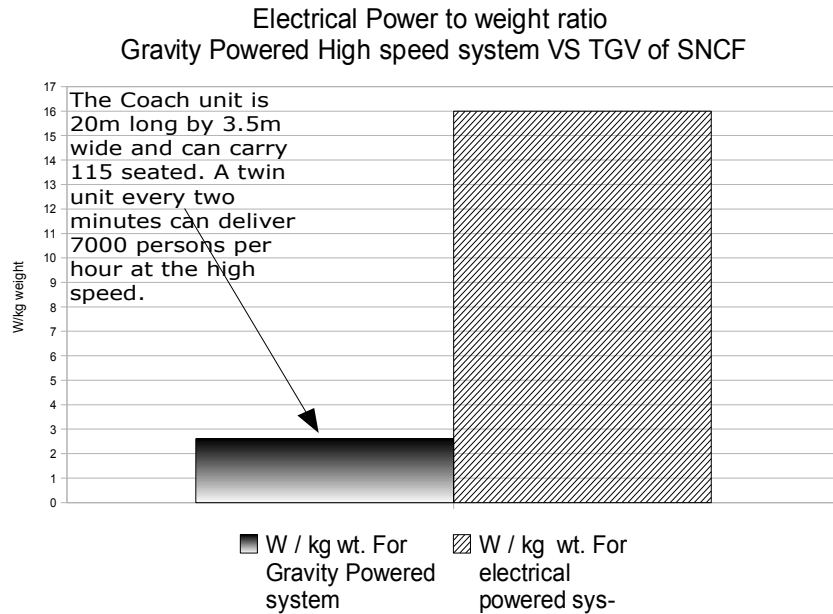 Electrical Power to weight ratio
Gravity Powered High speed system VS TGV of SNCF
17
16
15
14
13
12
11
10
9
8
7
6
5
4
3
2
1
0
W/kg weight
The Coach unit is
20m long by 3.5m
wide and can carry
115 seated. A twin
unit every two
minutes can deliver
7000 persons per
hour at the high
speed.
W / kg wt. For
Gravity Powered
system
W / kg  wt. For
electrical
powered sys-